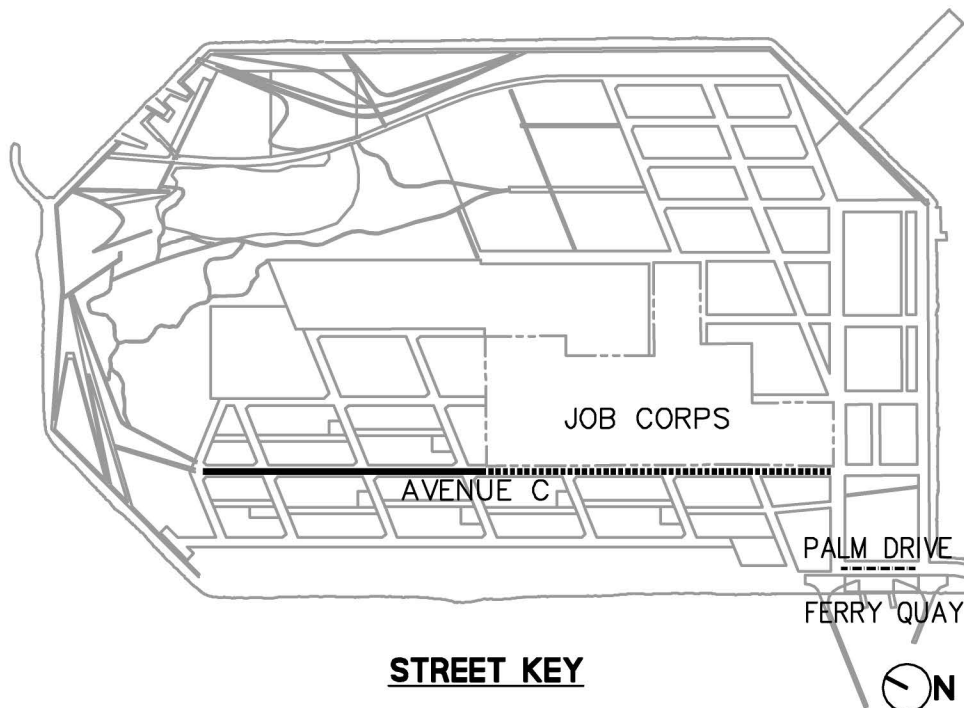 JOB CORPS
AVENUE C
PALM DRIVE
FERRY QUAY
STREET KEY
N